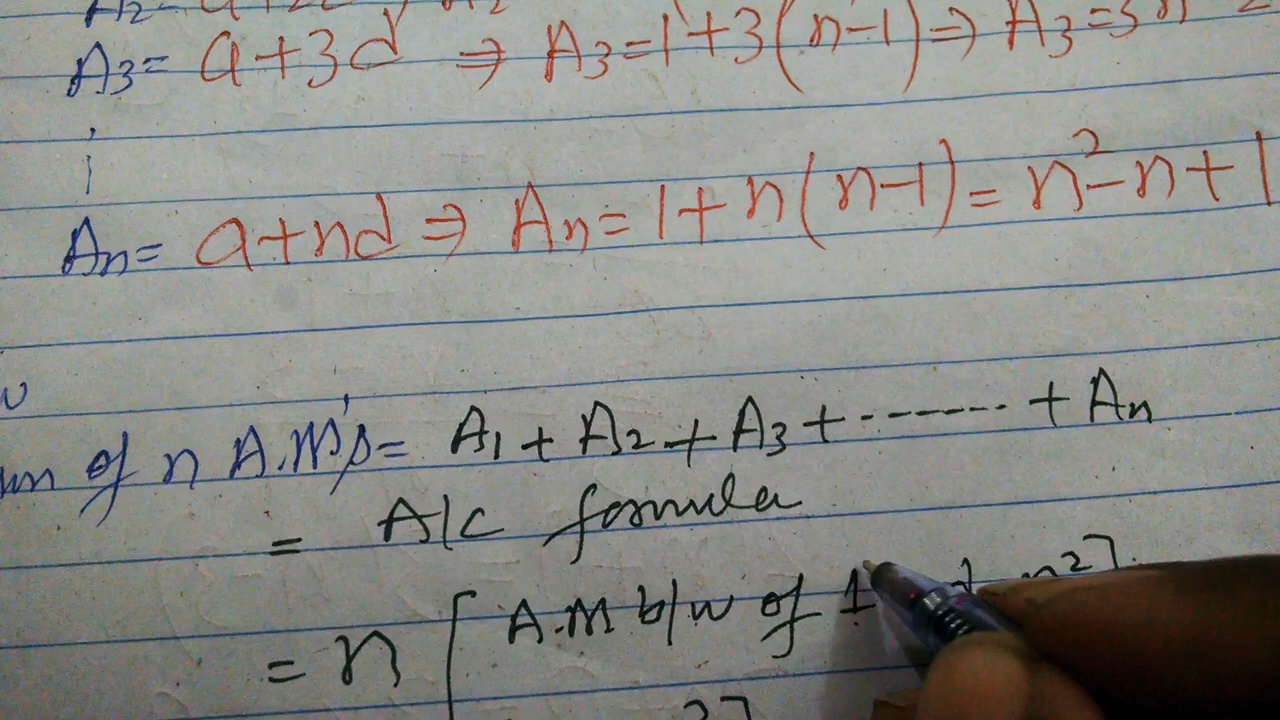 A3 = a+3d ⇒ A3 = 1+3(n-1) ⇒ A3 = 3n
An = a+nd ⇒ An = 1+n(n-1) = n²-n+1
of n A.M's = A1 + A2 + A3 + ------- + An
= A/c formula
= n [ A.M b/w of 1 n²]